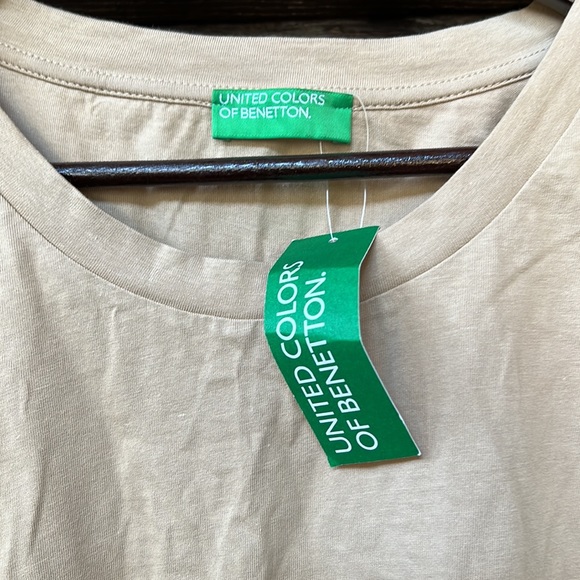 UNITED COLORS
OF BENETTON.
UNITED COLORS
OF BENETTON.